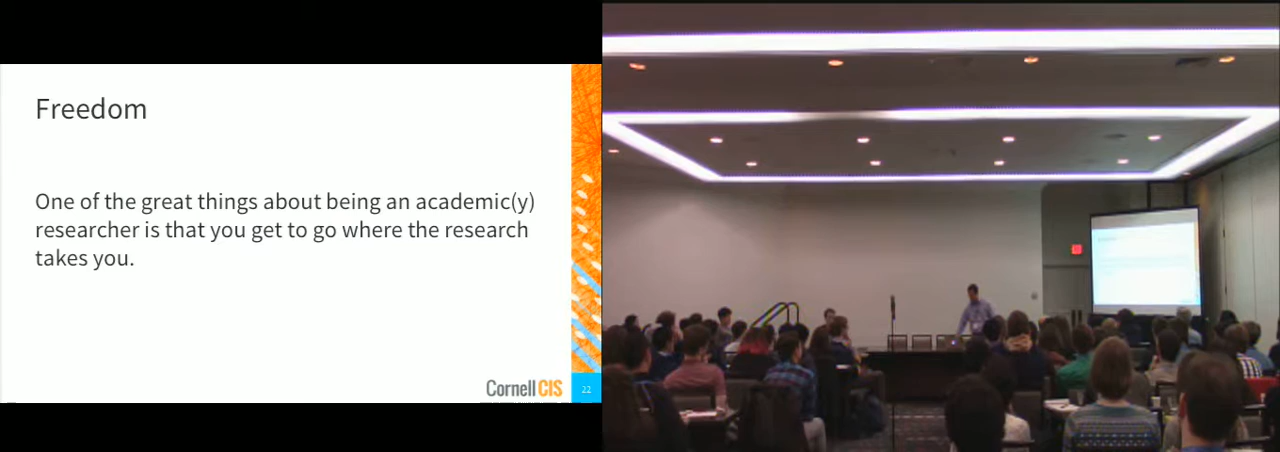 Freedom
One of the great things about being an academic(y)
researcher is that you get to go where the research
takes you.
Cornell CIS
22